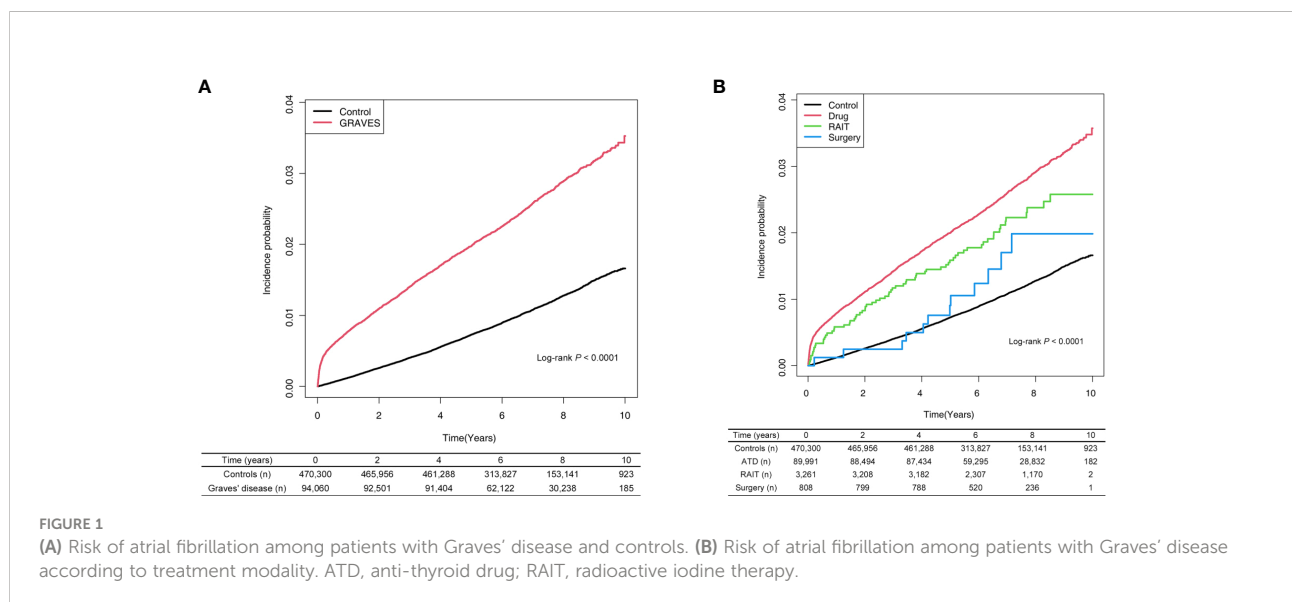 A
0.04
0.03
0.02
0.01
0.00
Incidence probability
Control
GRAVES
Log-rank P < 0.0001
0 2 4 6 8 10
Time(Years)
Time (years) 0 2 4 6 8 10
Controls (n) 470,300 465,956 461,288 313,827 153,141 923
Graves' disease (n) 94,060 92,501 91,404 62,122 30,238 185
B
0.04
0.03
0.02
0.01
0.00
Incidence probability
Control
Drug
RAIT
Surgery
Log-rank P < 0.0001
0 2 4 6 8 10
Time(Years)
Time (years) 0 2 4 6 8 10
Controls (n) 470,300 465,956 461,288 313,827 153,141 923
ATD (n) 89,991 88,494 87,434 59,295 28,832 182
RAIT (n) 3,261 3,208 3,182 2,307 1,170 2
Surgery (n) 808 799 788 520 236 1
FIGURE 1
(A) Risk of atrial fibrillation among patients with Graves' disease and controls. (B) Risk of atrial fibrillation among patients with Graves' disease
according to treatment modality. ATD, anti-thyroid drug; RAIT, radioactive iodine therapy.